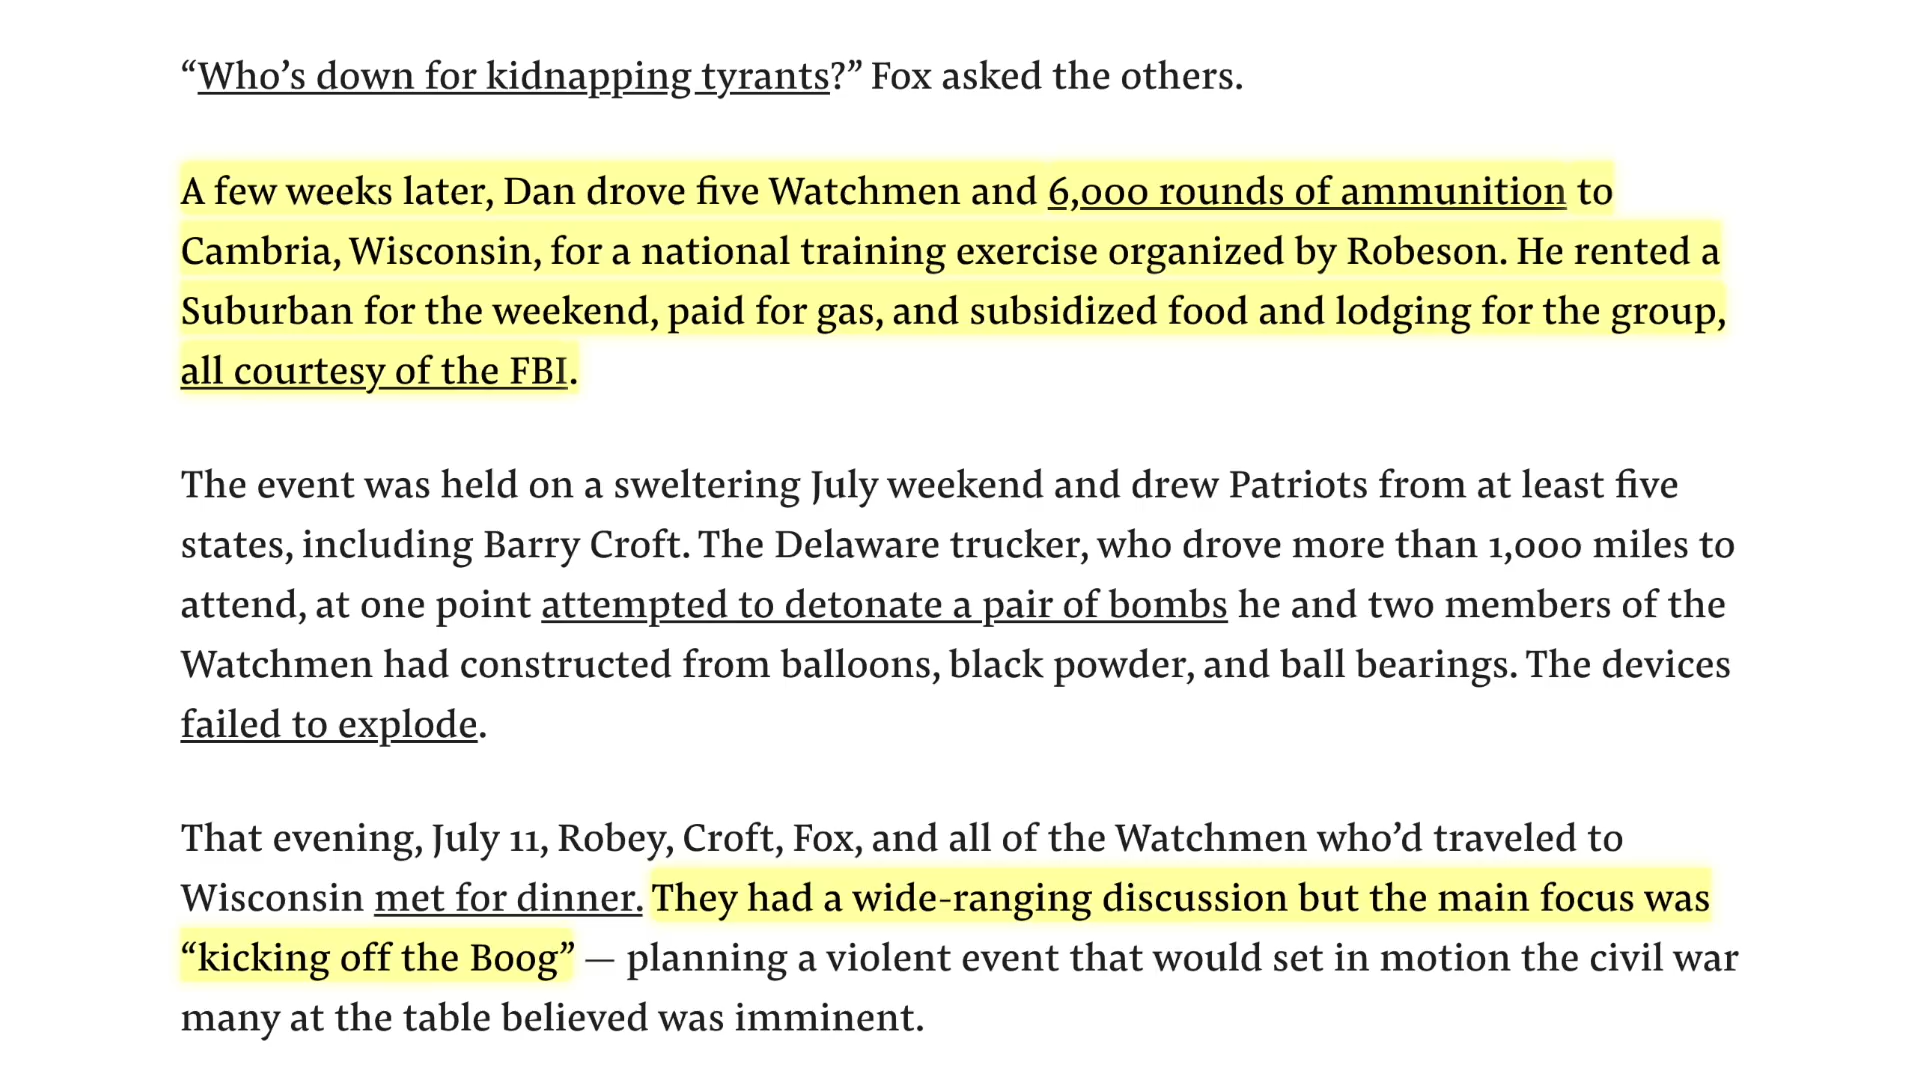 “Who’s down for kidnapping tyrants?” Fox asked the others.
A few weeks later, Dan drove five Watchmen and 6,000 rounds of ammunition to
Cambria, Wisconsin, for a national training exercise organized by Robeson. He rented a
Suburban for the weekend, paid for gas, and subsidized food and lodging for the group,
all courtesy of the FBI.
The event was held on a sweltering July weekend and drew Patriots from at least five
states, including Barry Croft. The Delaware trucker, who drove more than 1,000 miles to
attend, at one point attempted to detonate a pair of bombs he and two members of the
Watchmen had constructed from balloons, black powder, and ball bearings. The devices
failed to explode.
That evening, July 11, Robey, Croft, Fox, and all of the Watchmen who’d traveled to
Wisconsin met for dinner. They had a wide-ranging discussion but the main focus was
“kicking off the Boog” — planning a violent event that would set in motion the civil war
many at the table believed was imminent.